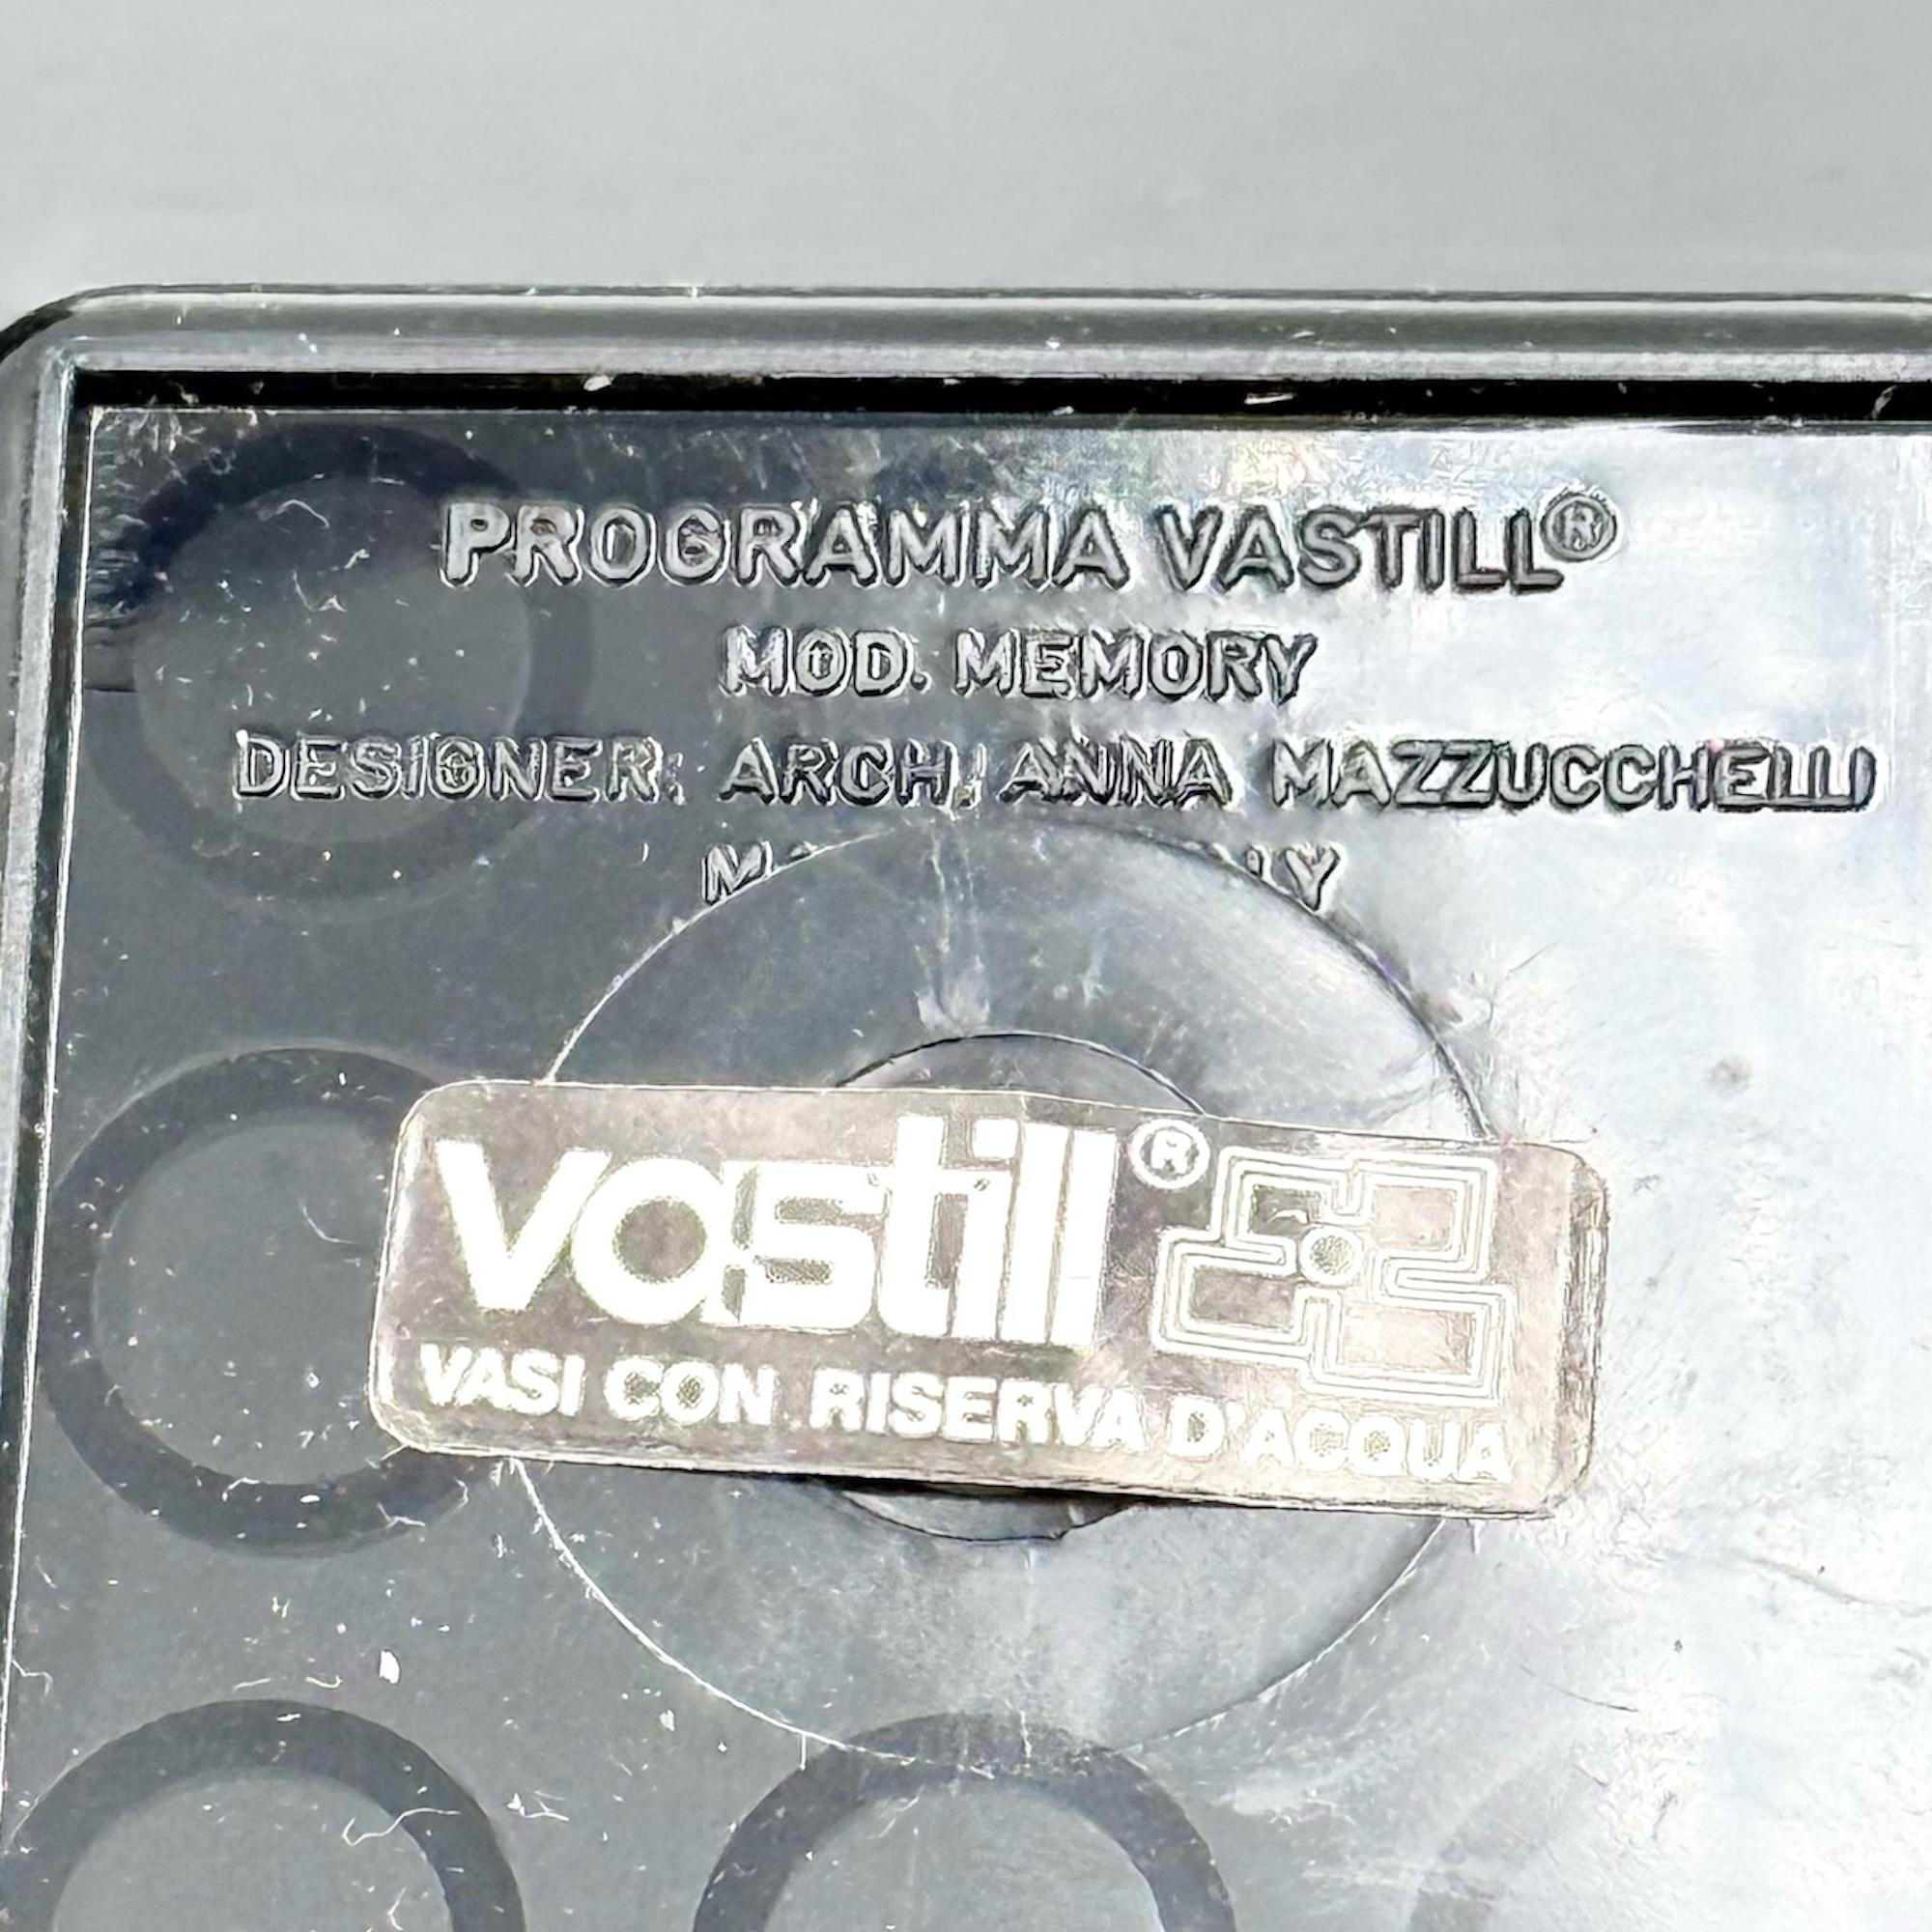 PROGRAMMA VASTILL®
MOD. MEMORY
DESIGNER: ARCH. ANNA MAZZUCCHELLI
vastill®
VASI CON RISERVA D'ACQUA